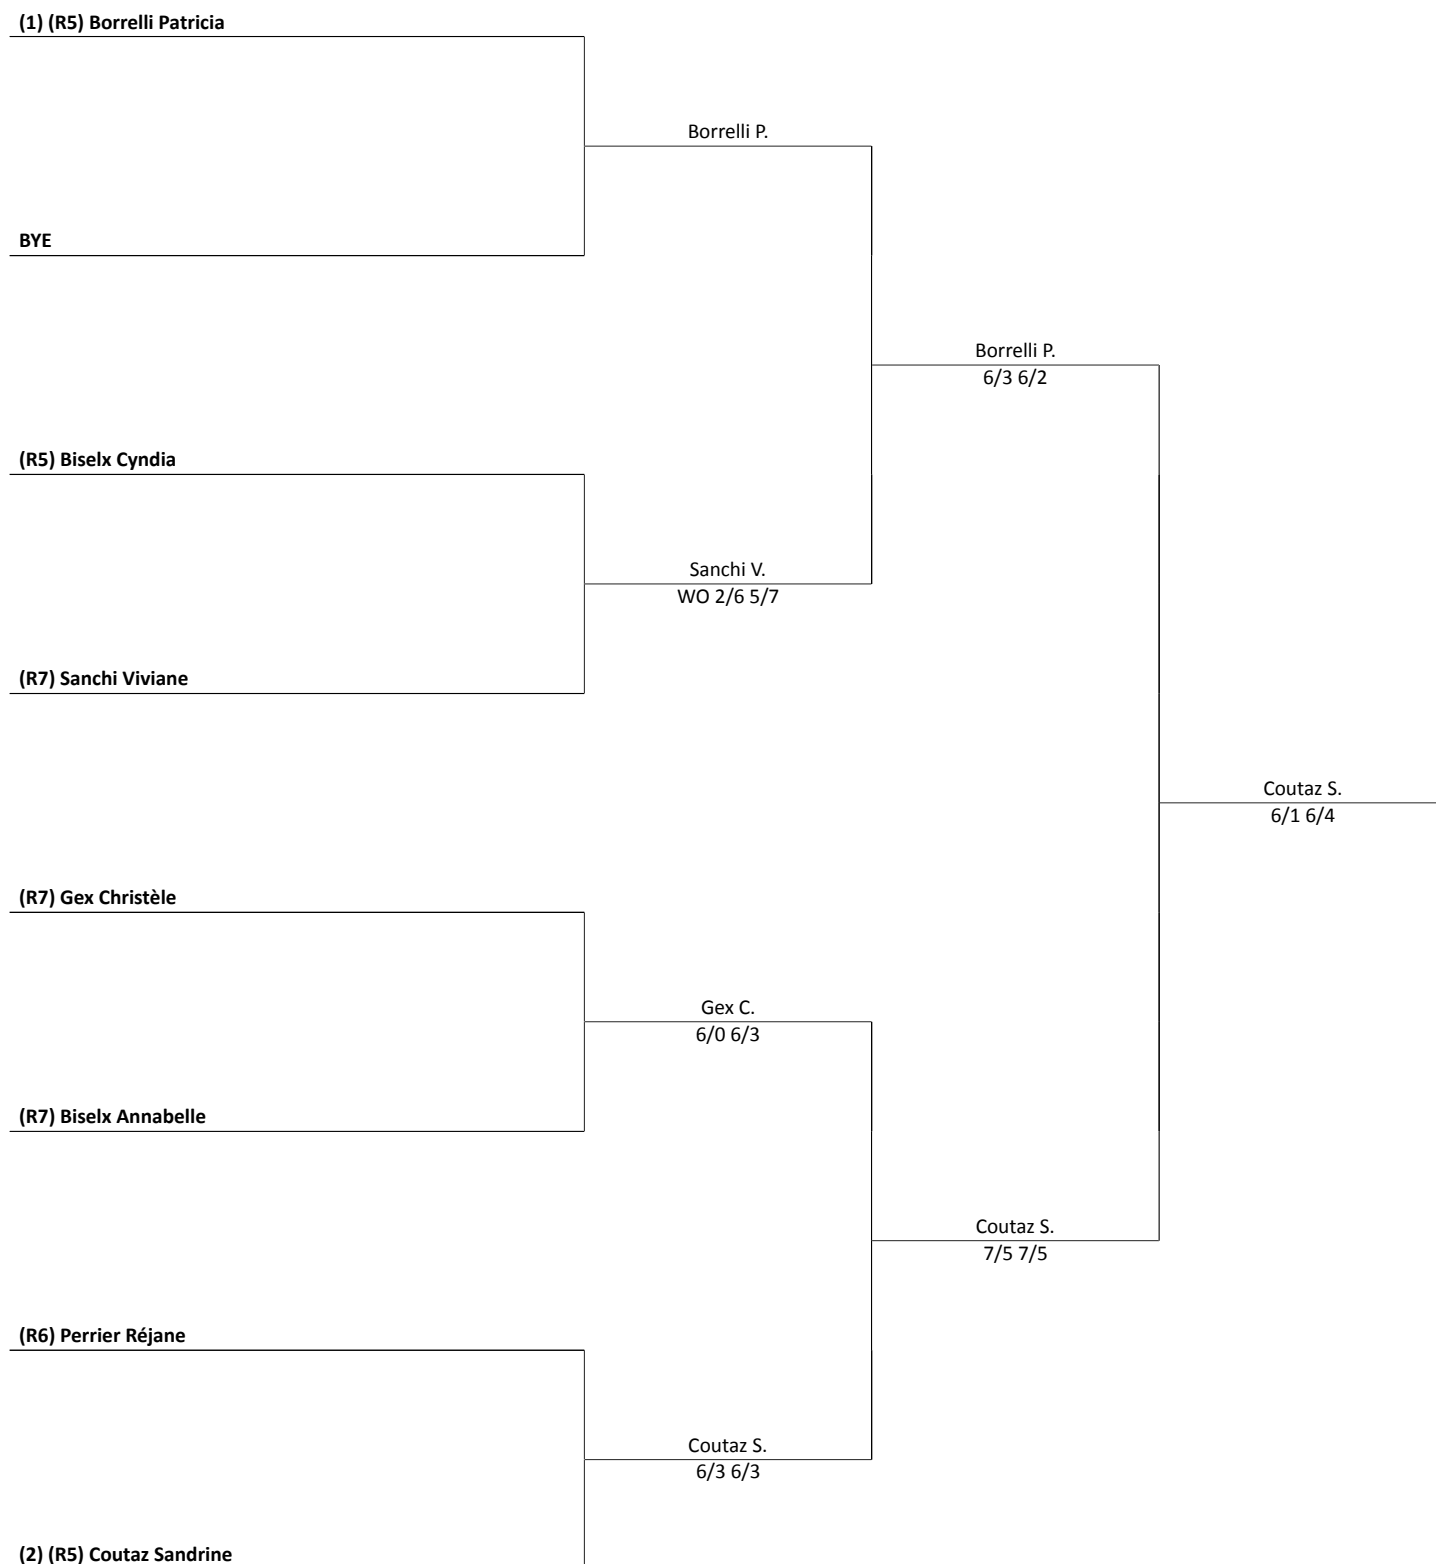 (1) (R5) Borrelli Patricia
Borrelli P.
BYE
Borrelli P.
6/3 6/2
(R5) Biselx Cyndia
Sanchi V.
WO 2/6 5/7
(R7) Sanchi Viviane
Coutaz S.
6/1 6/4
(R7) Gex Christèle
Gex C.
6/0 6/3
(R7) Biselx Annabelle
Coutaz S.
7/5 7/5
(R6) Perrier Réjane
Coutaz S.
6/3 6/3
(2) (R5) Coutaz Sandrine